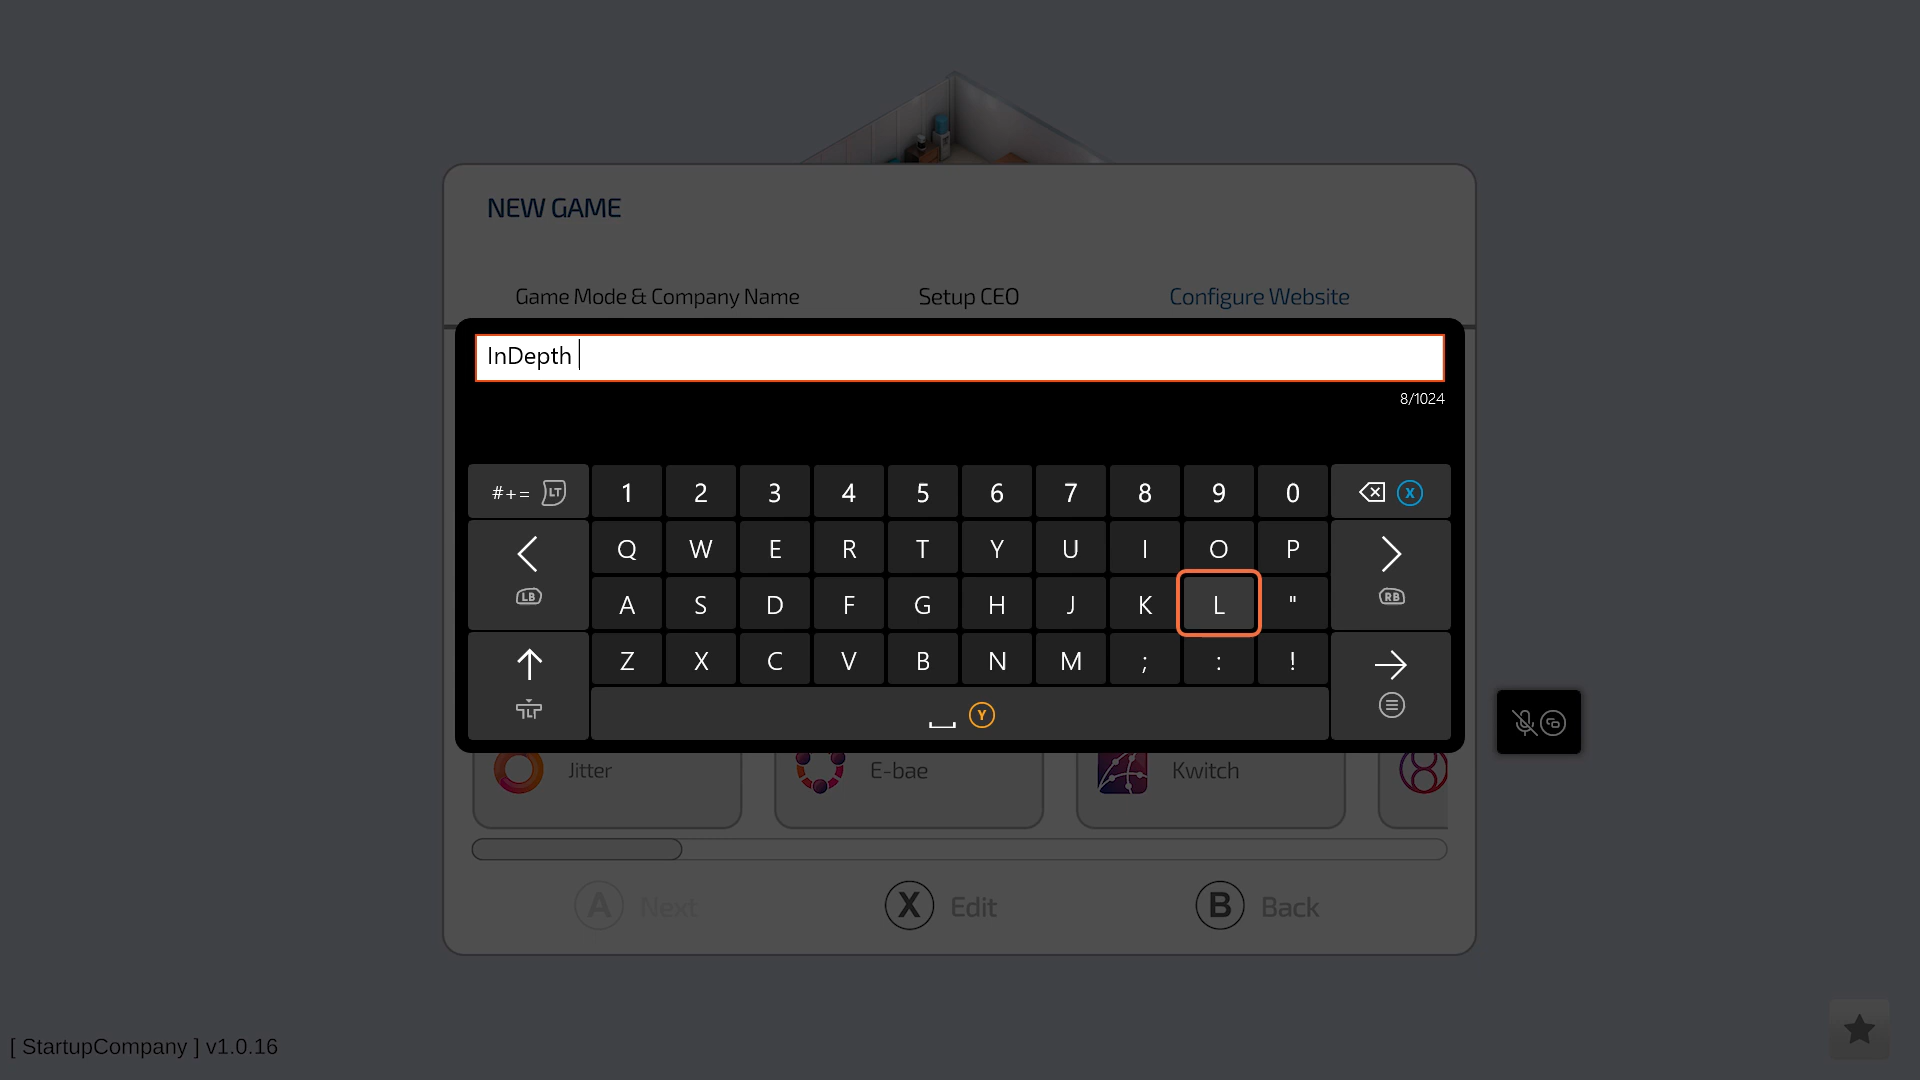 NEW GAME
Game Mode & Company Name Setup CEO Configure Website
InDepth
8/1024
#+= LT 1 2 3 4 5 6 7 8 9 0 X
Q W E R T Y U I O P
LB A S D F G H J K L " RB
Z X C V B N M ; : !
LT Y
Jitter E-bae Kwitch
A Next X Edit B Back
[ StartupCompany ] v1.0.16